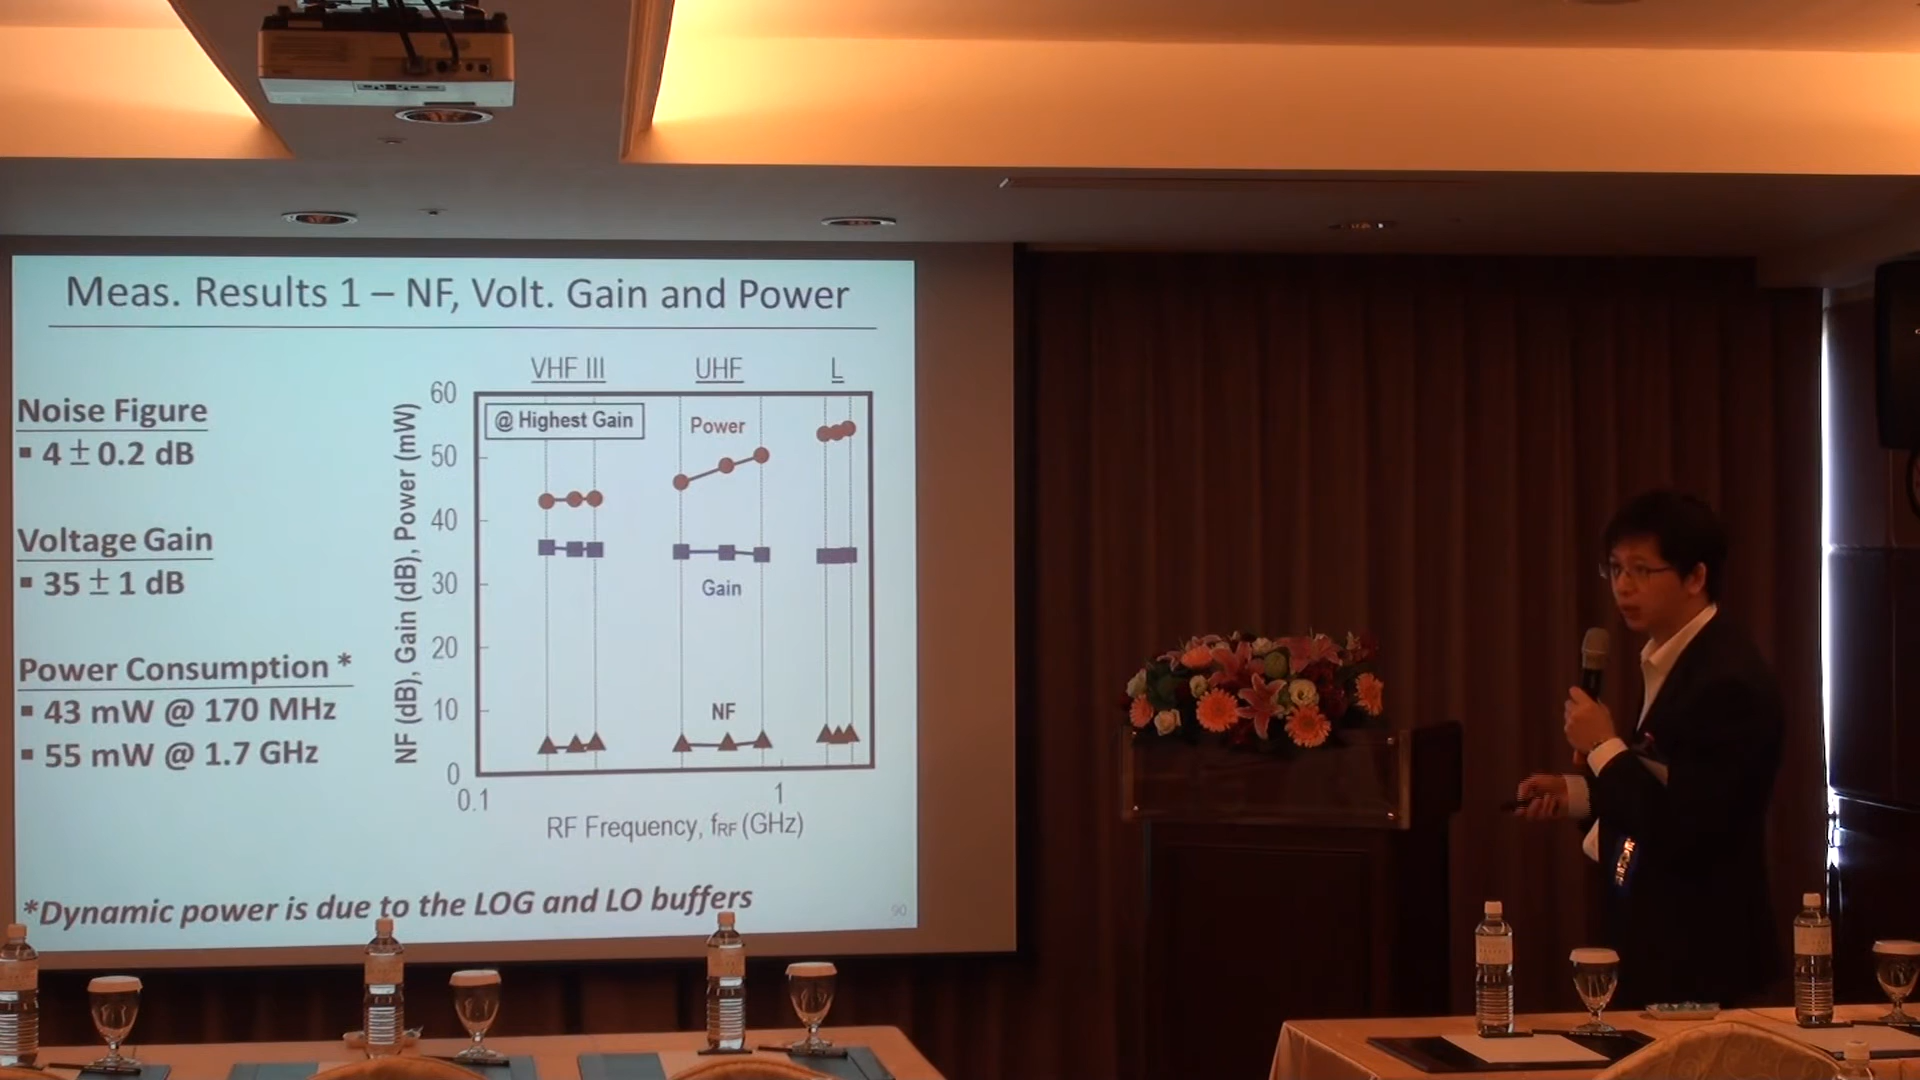 Meas. Results 1 – NF, Volt. Gain and Power
Noise Figure
▪ 4 ± 0.2 dB
Voltage Gain
▪ 35 ± 1 dB
Power Consumption *
▪ 43 mW @ 170 MHz
▪ 55 mW @ 1.7 GHz
VHF III
UHF
L
@ Highest Gain
Power
Gain
NF
NF (dB), Gain (dB), Power (mW)
60
50
40
30
20
10
0
0.1
1
RF Frequency, fRF (GHz)
*Dynamic power is due to the LOG and LO buffers
90